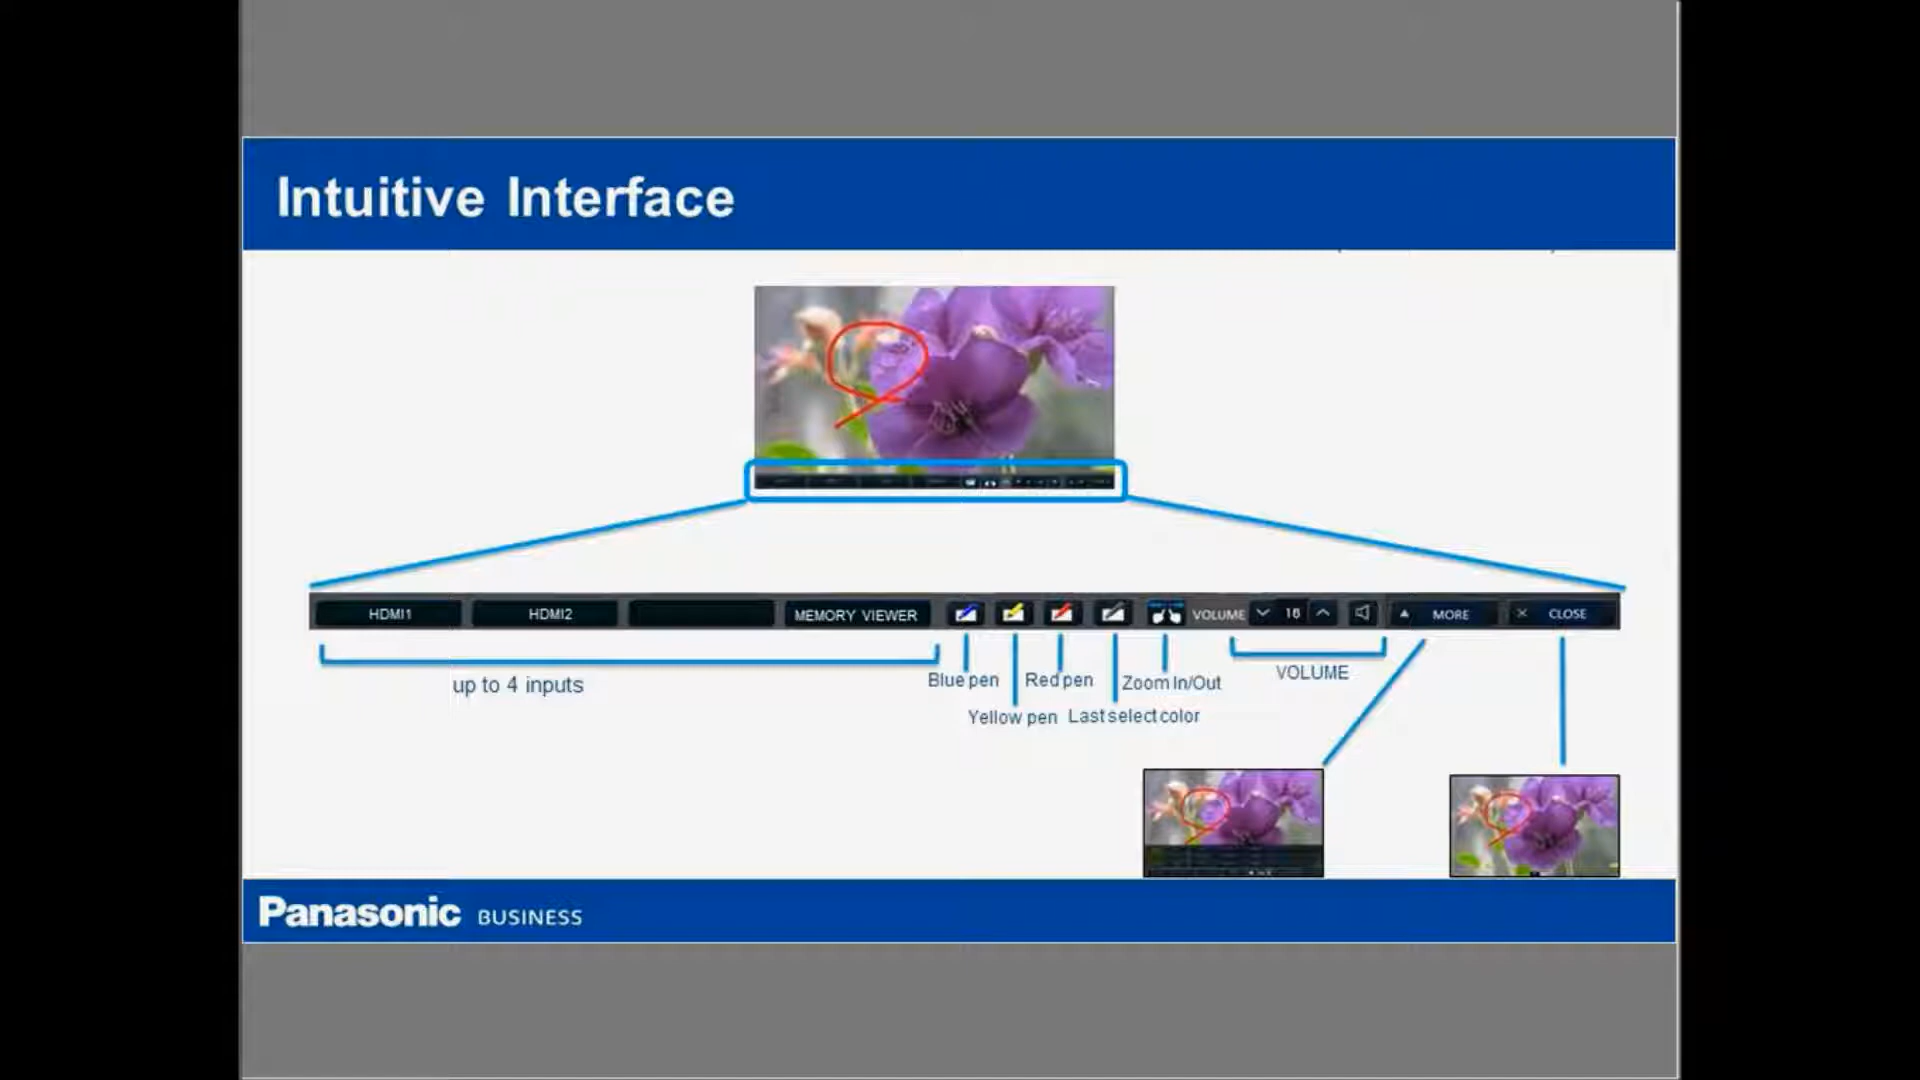 Intuitive Interface
HDMI1 HDMI2 MEMORY VIEWER VOLUME 16 MORE × CLOSE
up to 4 inputs
Blue pen Red pen Zoom In/Out VOLUME
Yellow pen Last select color
Panasonic BUSINESS